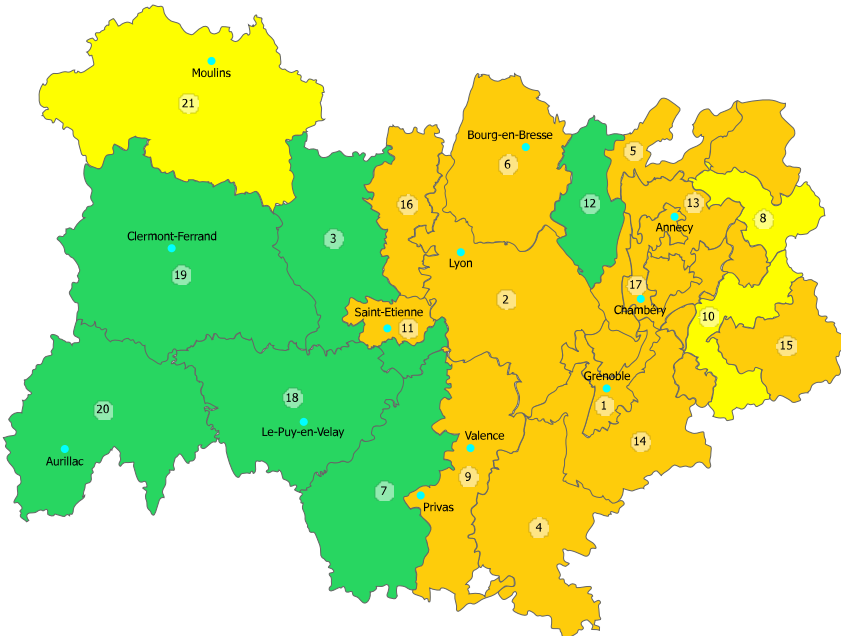 Moulins
21
Bourg-en-Bresse
6
5
16
12
13
8
Annecy
Clermont-Ferrand
3
Lyon
19
17
2
Chambéry
Saint-Etienne
11
10
15
Grenoble
1
18
20
Le-Puy-en-Velay
Valence
14
Aurillac
9
7
Privas
4